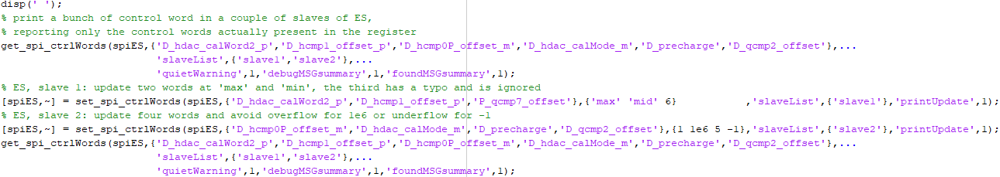 disp(' ');
% print a bunch of control word in a couple of slaves of ES,
% reporting only the control words actually present in the register
get_spi_ctrlWords(spiES,{'D_hdac_calWord2_p','D_hcmp1_offset_p','D_hcmp0P_offset_m','D_hdac_calMode_m','D_precharge','D_qcmp2_offset'},...
'slaveList',{'slave1','slave2'},...
'quietWarning',1,'debugMSGsummary',1,'foundMSGsummary',1);
% ES, slave 1: update two words at 'max' and 'min', the third has a typo and is ignored
[spiES,~] = set_spi_ctrlWords(spiES,{'D_hdac_calWord2_p','D_hcmp1_offset_p','P_qcmp7_offset'},{'max' 'mid' 6}           ,'slaveList',{'slave1'},'printUpdate',1);
% ES, slave 2: update four words and avoid overflow for 1e6 or underflow for -1
[spiES,~] = set_spi_ctrlWords(spiES,{'D_hcmp0P_offset_m','D_hdac_calMode_m','D_precharge','D_qcmp2_offset'},{1 1e6 5 -1},'slaveList',{'slave2'},'printUpdate',1);
get_spi_ctrlWords(spiES,{'D_hdac_calWord2_p','D_hcmp1_offset_p','D_hcmp0P_offset_m','D_hdac_calMode_m','D_precharge','D_qcmp2_offset'},...
'slaveList',{'slave1','slave2'},...
'quietWarning',1,'debugMSGsummary',1,'foundMSGsummary',1);